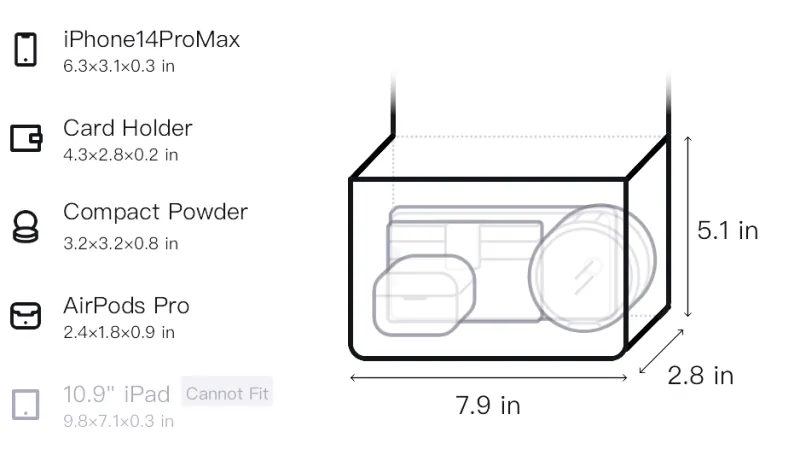 iPhone14ProMax
6.3×3.1×0.3 in
Card Holder
4.3×2.8×0.2 in
Compact Powder
3.2×3.2×0.8 in
AirPods Pro
2.4×1.8×0.9 in
10.9" iPad Cannot Fit
9.8×7.1×0.3 in
5.1 in
2.8 in
7.9 in